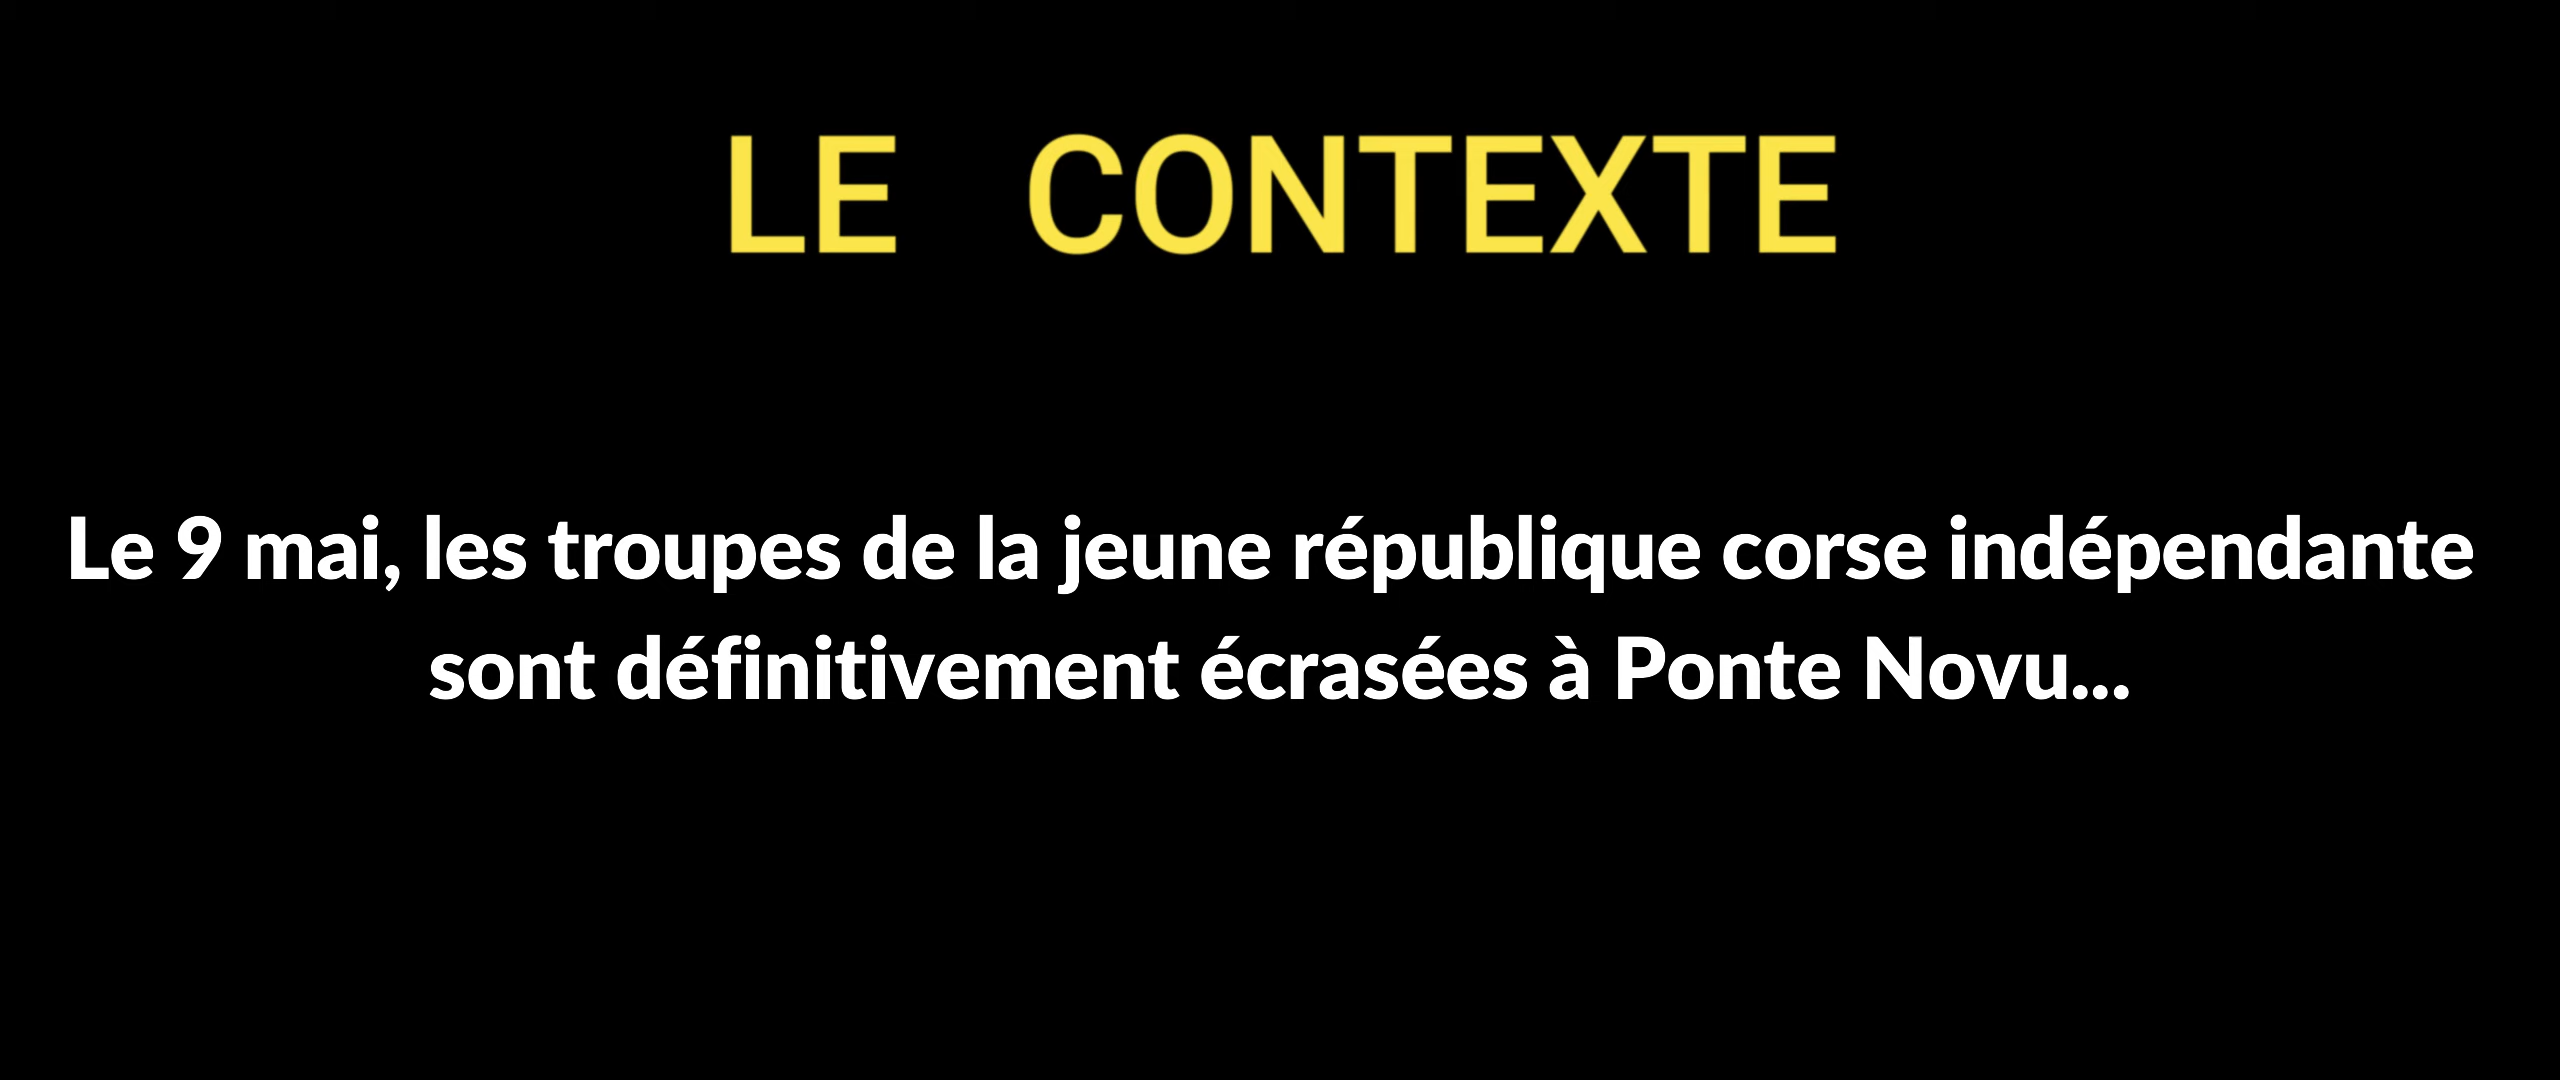 LE CONTEXTE
Le 9 mai, les troupes de la jeune république corse indépendante
sont définitivement écrasées à Ponte Novu...